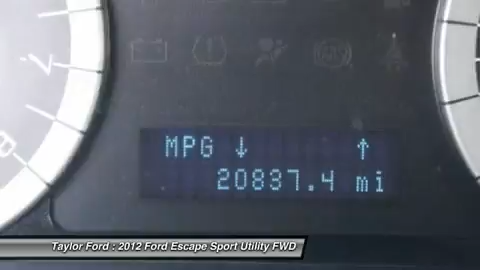 MPG ↓ ↑
20837.4 mi
Taylor Ford : 2012 Ford Escape Sport Utility FWD